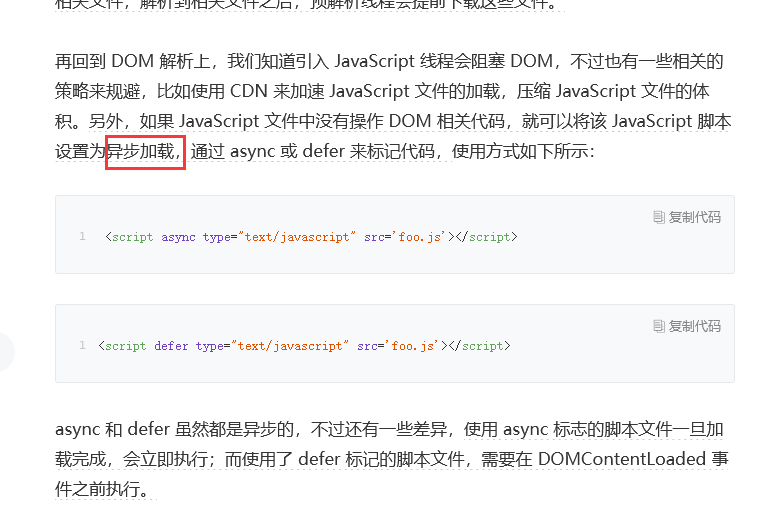 相关文件，解析到相关文件之后，预解析线程会提前下载这些文件。
再回到 DOM 解析上，我们知道引入 JavaScript 线程会阻塞 DOM，不过也有一些相关的
策略来规避，比如使用 CDN 来加速 JavaScript 文件的加载，压缩 JavaScript 文件的体
积。另外，如果 JavaScript 文件中没有操作 DOM 相关代码，就可以将该 JavaScript 脚本
设置为异步加载，通过 async 或 defer 来标记代码，使用方式如下所示：
复制代码
1 <script async type="text/javascript" src='foo.js'></script>
复制代码
1 <script defer type="text/javascript" src='foo.js'></script>
async 和 defer 虽然都是异步的，不过还有一些差异，使用 async 标志的脚本文件一旦加
载完成，会立即执行；而使用了 defer 标记的脚本文件，需要在 DOMContentLoaded 事
件之前执行。